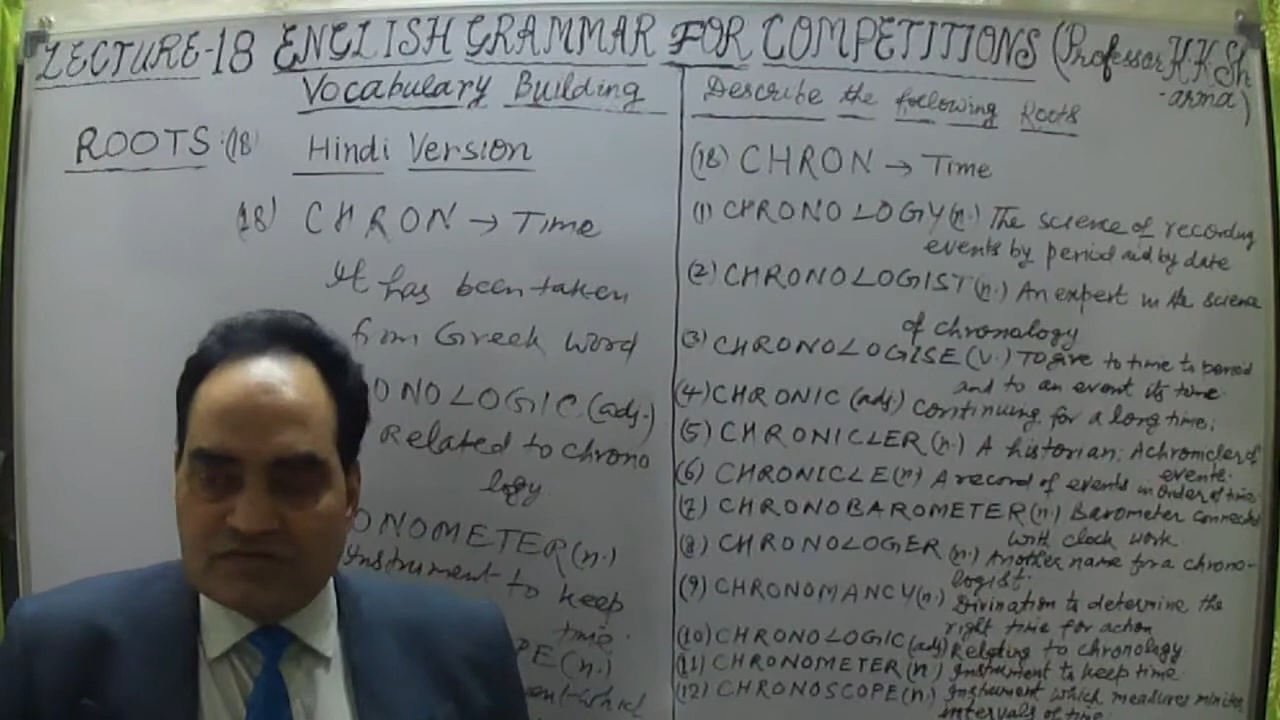 LECTURE-18 ENGLISH GRAMMAR FOR COMPETITIONS (Professor K.K.Sh
-arma)
Vocabulary Building
ROOTS (18) Hindi Version
(18) CHRON → Time
It has been taken
from Greek word
ONOLOGIC (adj.)
Related to chrono
logy.
ONOMETER (n.)
Instrument to keep
time.
PE (n.)
ent which
Describe the following Roots
(18) CHRON → Time
(1) CHRONOLOGY (n.) The science of recording
events by period aid by date
(2) CHRONOLOGIST (n.) An expert in the science
of chronalogy
(3) CHRONOLOGISE (V.) To give to time to period
and to an event its time.
(4) CHRONIC (adj) continuing for a long time;
(5) CHRONICLER (n.) A historian; A chronicler of
events.
(6) CHRONICLE (n) A record of events in order of time
(7) CHRONOBAROMETER (n.) Barometer connected
with clock work.
(8) CHRONOLOGER (n.) Another name for a chrono-
logist.
(9) CHRONOMANCY (n.) Divination to determine the
right time for action
(10) CHRONOLOGIC (adj) Relating to chronology
(11) CHRONOMETER (n) Instrument to keep time.
(12) CHRONOSCOPE (n.) Instrument which measures minute
intervals of time.